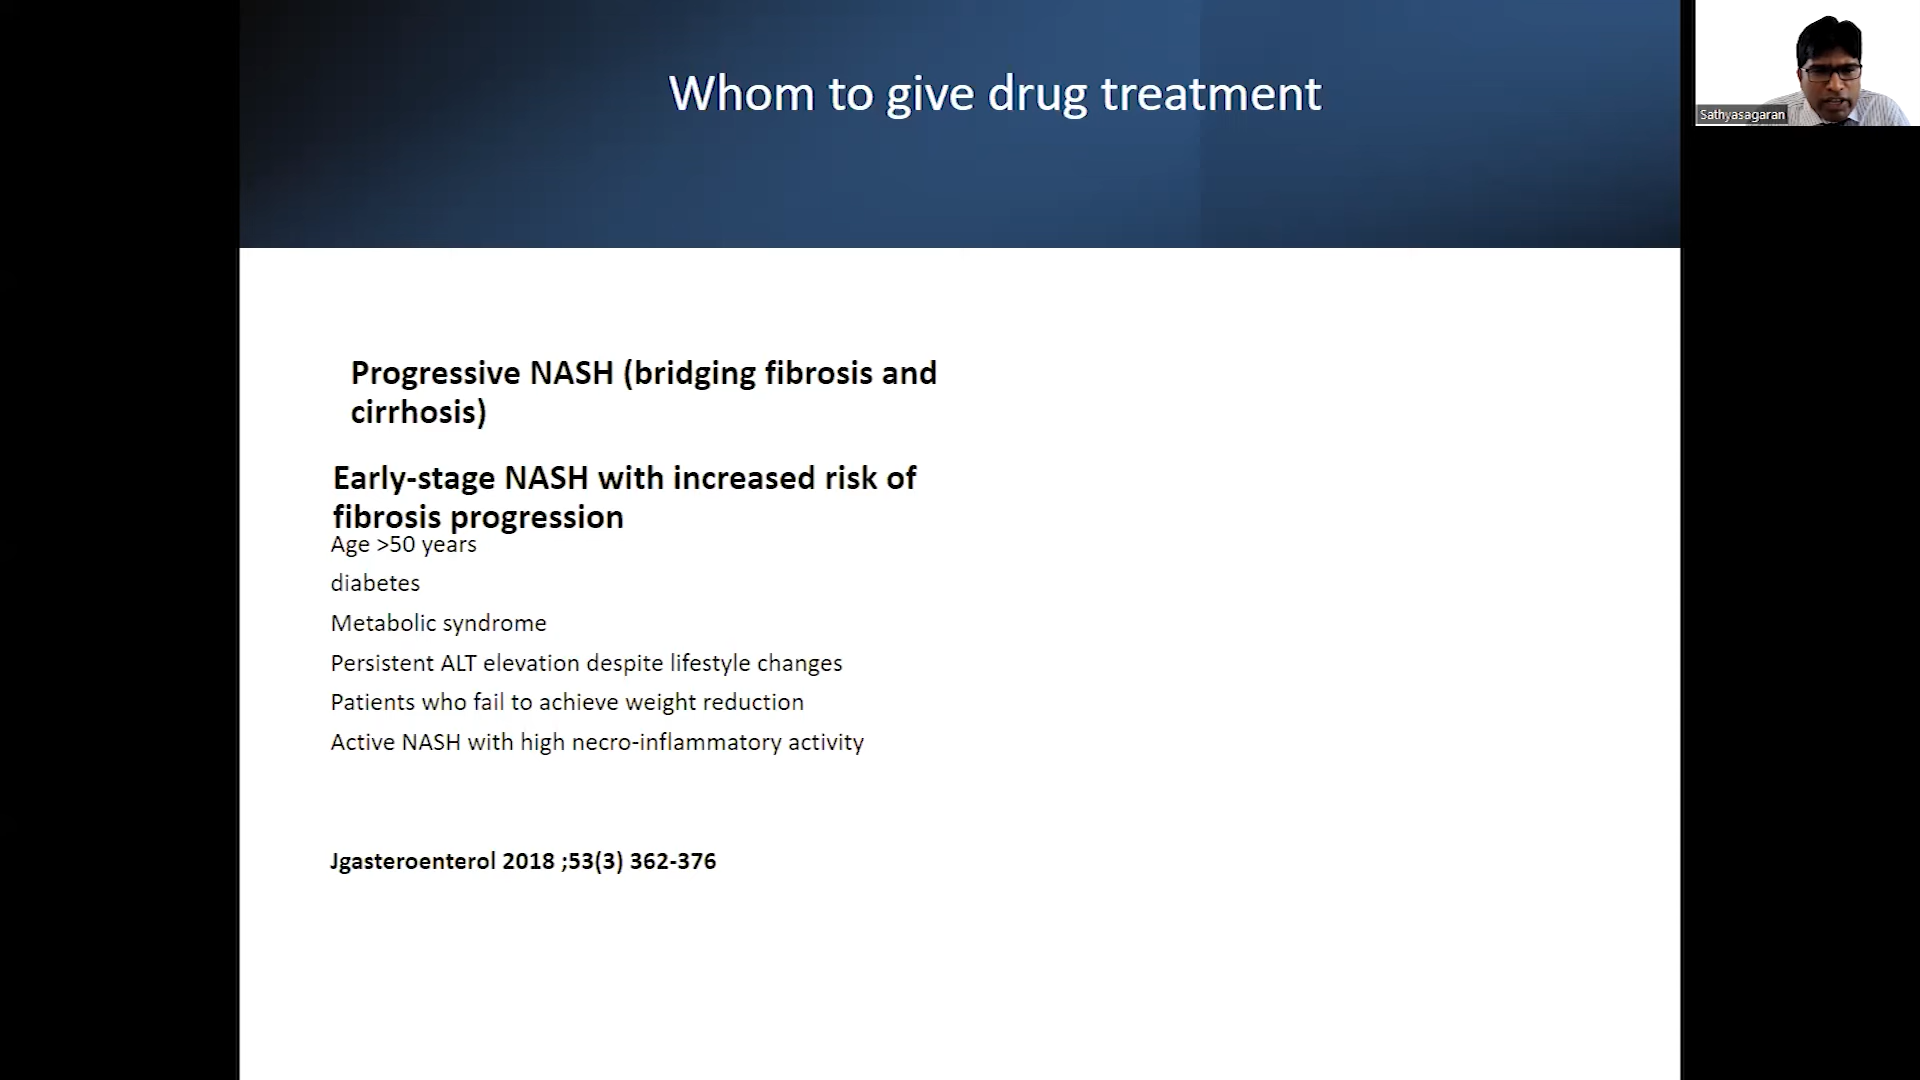 Whom to give drug treatment
Sathyasagaran
Progressive NASH (bridging fibrosis and
cirrhosis)
Early-stage NASH with increased risk of
fibrosis progression
Age >50 years
diabetes
Metabolic syndrome
Persistent ALT elevation despite lifestyle changes
Patients who fail to achieve weight reduction
Active NASH with high necro-inflammatory activity
Jgasteroenterol 2018 ;53(3) 362-376